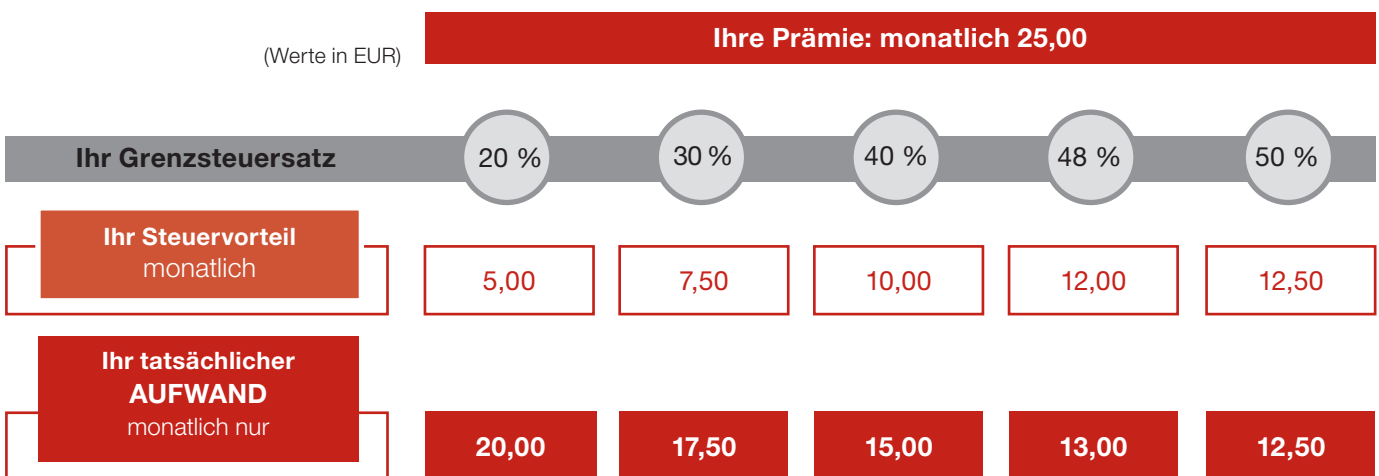 (Werte in EUR)
Ihre Prämie: monatlich 25,00
Ihr Grenzsteuersatz 20 % 30 % 40 % 48 % 50 %
Ihr Steuervorteil
monatlich
5,00 7,50 10,00 12,00 12,50
Ihr tatsächlicher
AUFWAND
monatlich nur
20,00 17,50 15,00 13,00 12,50